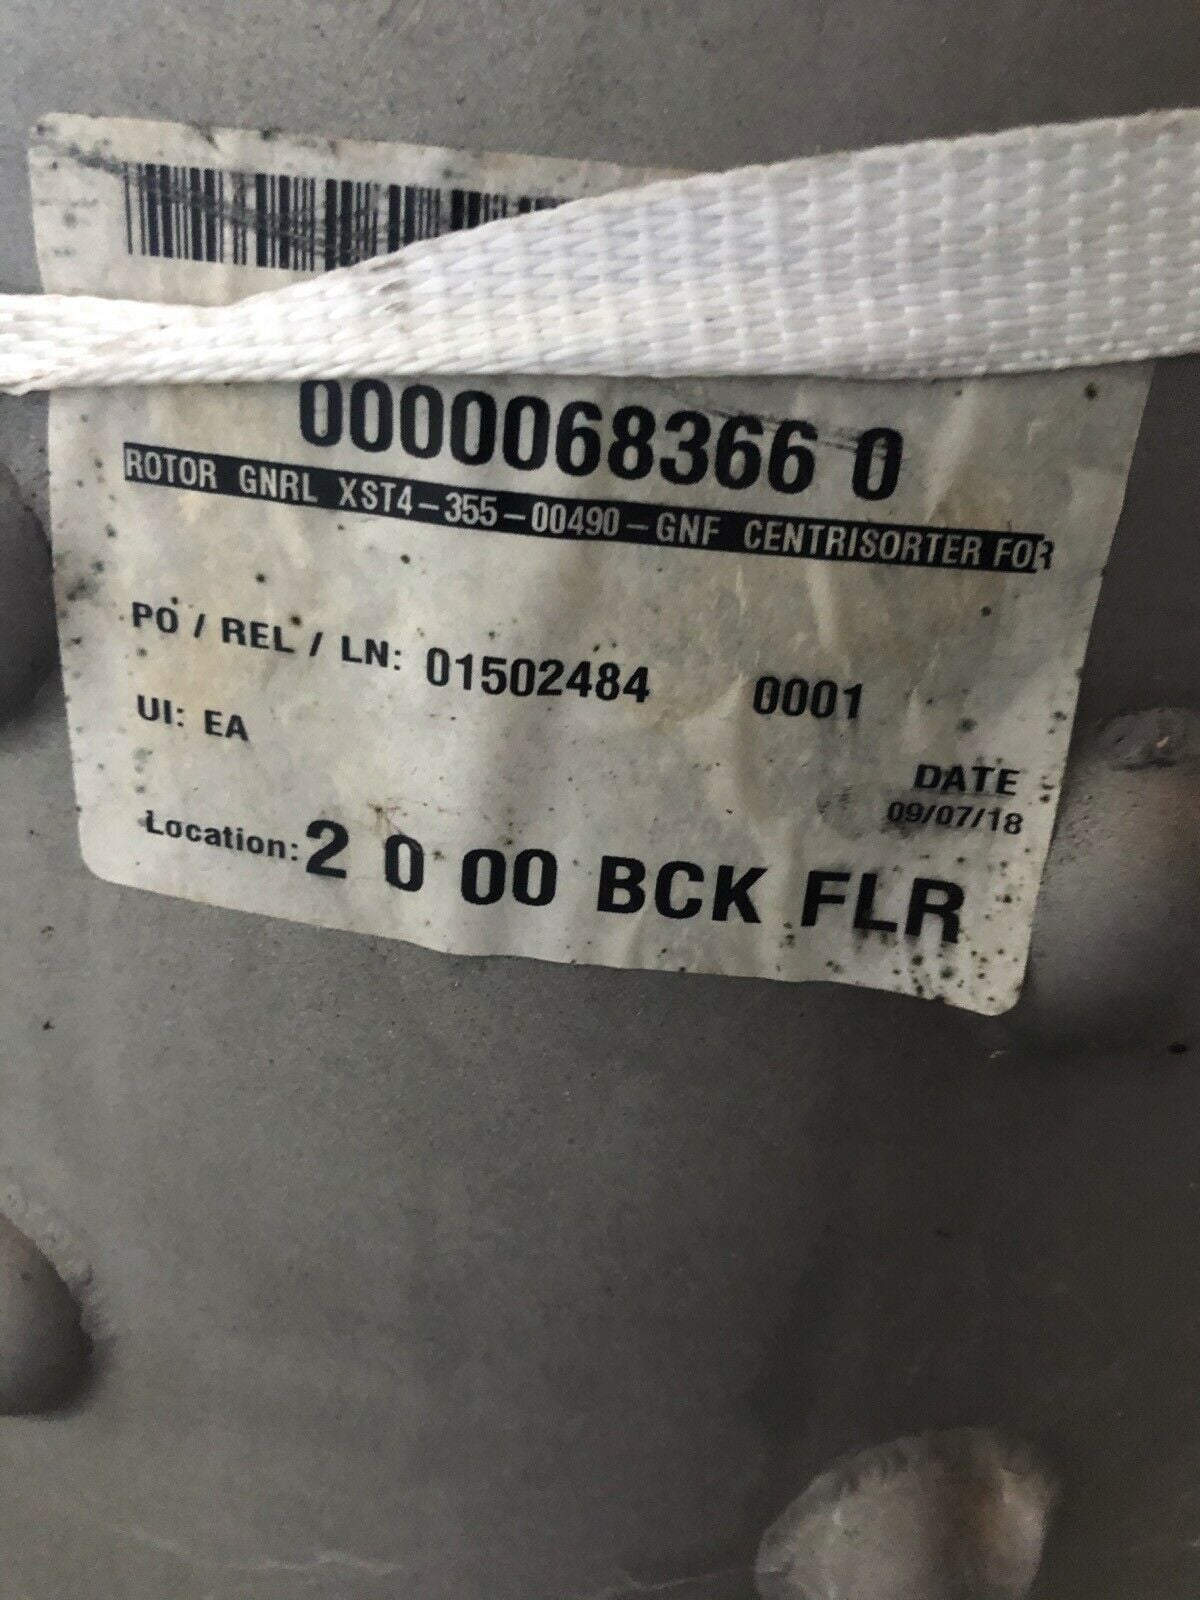 0000068366 0
ROTOR GNRL XST4-355-00490-GNF CENTRISORTER FOR
PO / REL / LN: 01502484 0001
UI: EA
DATE
09/07/18
Location: 2 0 00 BCK FLR